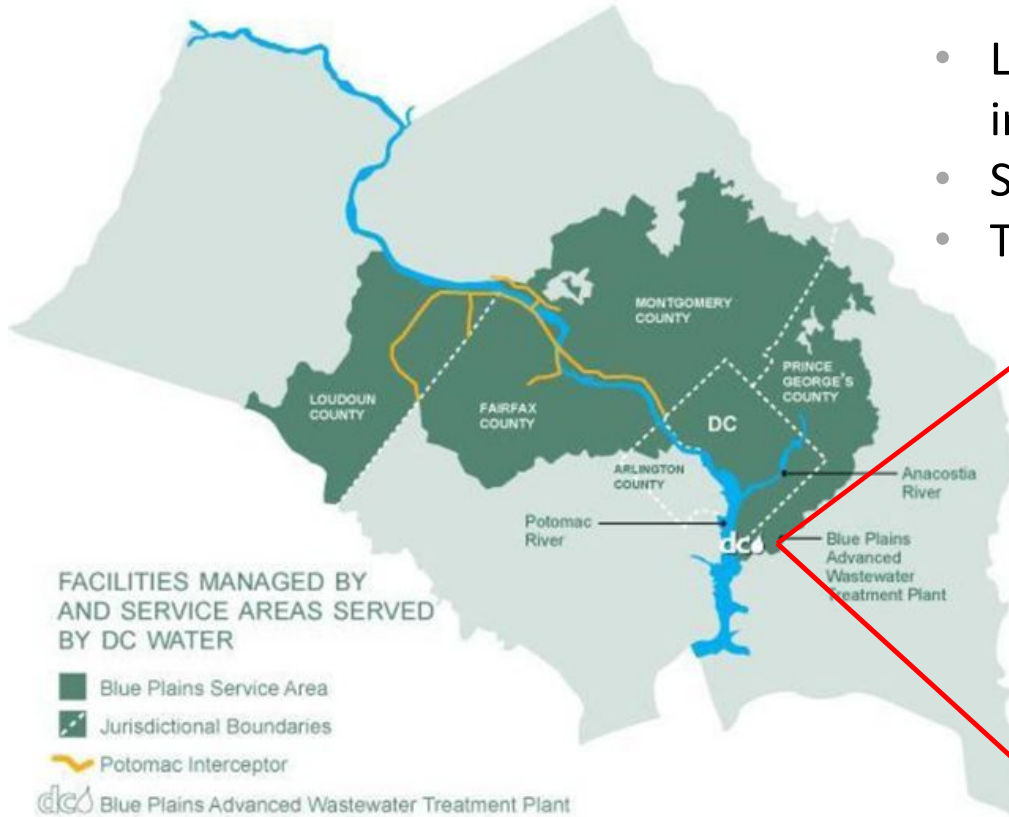 • L
in
• S
• T
MONTGOMERY
COUNTY
PRINCE
GEORGE'S
COUNTY
LOUDOUN
COUNTY
FAIRFAX
COUNTY
DC
ARLINGTON
COUNTY
Anacostia
River
Potomac
River
dc
Blue Plains
Advanced
Wastewater
Treatment Plant
FACILITIES MANAGED BY
AND SERVICE AREAS SERVED
BY DC WATER
Blue Plains Service Area
Jurisdictional Boundaries
Potomac Interceptor
dc Blue Plains Advanced Wastewater Treatment Plant